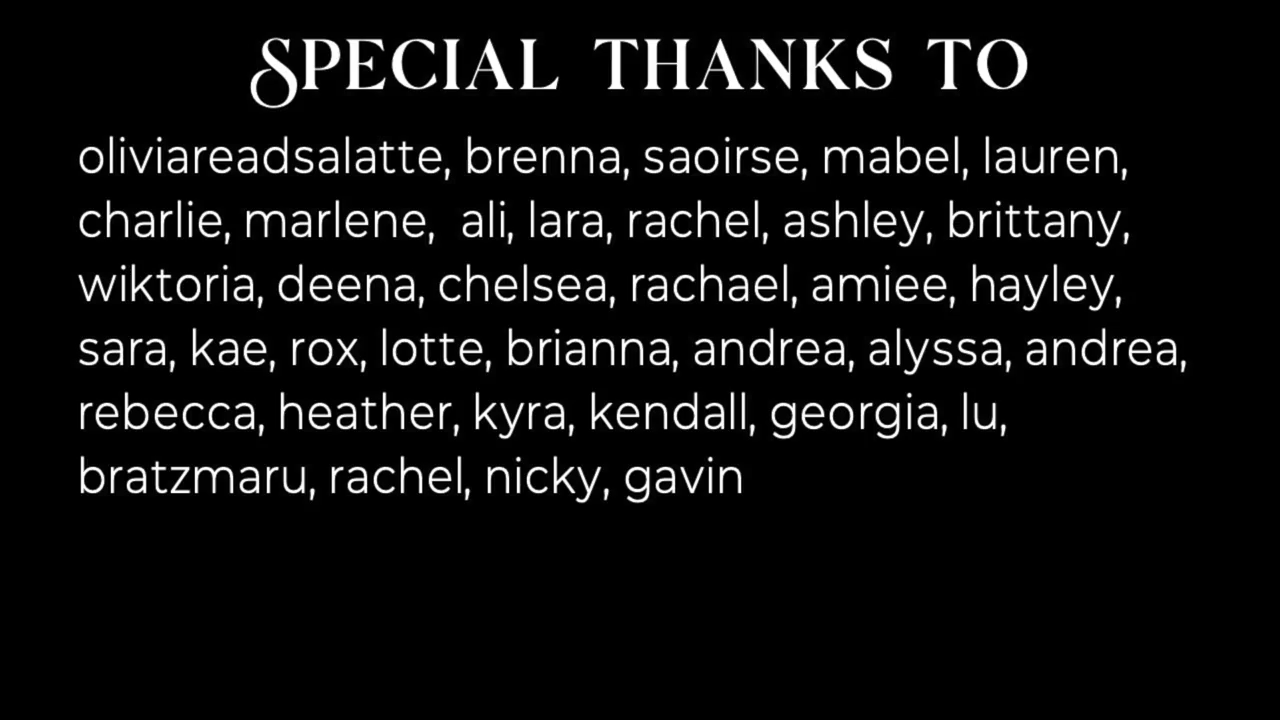 SPECIAL THANKS TO
oliviareadsalatte, brenna, saoirse, mabel, lauren,
charlie, marlene,  ali, lara, rachel, ashley, brittany,
wiktoria, deena, chelsea, rachael, amiee, hayley,
sara, kae, rox, lotte, brianna, andrea, alyssa, andrea,
rebecca, heather, kyra, kendall, georgia, lu,
bratzmaru, rachel, nicky, gavin